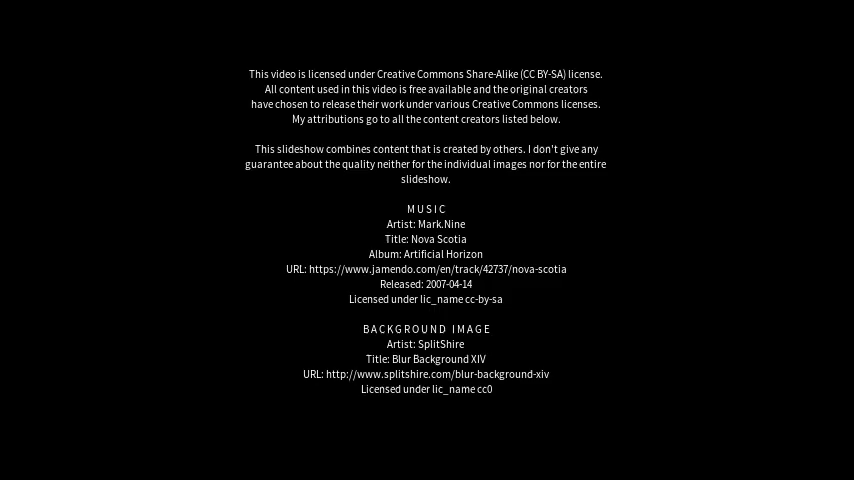 This video is licensed under Creative Commons Share-Alike (CC BY-SA) license.
All content used in this video is free available and the original creators
have chosen to release their work under various Creative Commons licenses.
My attributions go to all the content creators listed below.
This slideshow combines content that is created by others. I don't give any
guarantee about the quality neither for the individual images nor for the entire
slideshow.
MUSIC
Artist: Mark.Nine
Title: Nova Scotia
Album: Artificial Horizon
URL: https://www.jamendo.com/en/track/42737/nova-scotia
Released: 2007-04-14
Licensed under lic_name cc-by-sa
BACKGROUND IMAGE
Artist: SplitShire
Title: Blur Background XIV
URL: http://www.splitshire.com/blur-background-xiv
Licensed under lic_name cc0